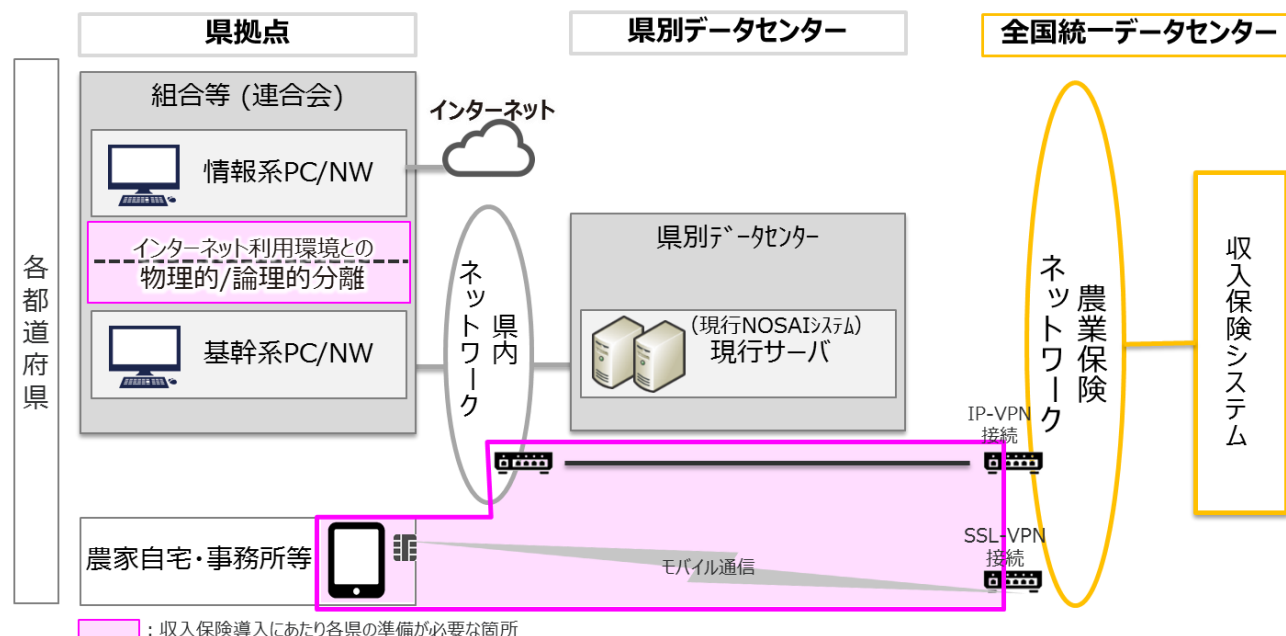 県拠点
県別データセンター
全国統一データセンター
各都道府県
組合等 (連合会)
インターネット
情報系PC/NW
インターネット利用環境との
物理的/論理的分離
基幹系PC/NW
県内
ネットワーク
県別ﾃﾞｰﾀｾﾝﾀｰ
(現行NOSAIｼｽﾃﾑ)
現行サーバ
農業保険
ネットワーク
収入保険システム
IP-VPN
接続
SSL-VPN
接続
農家自宅・事務所等
モバイル通信
：収入保険導入にあたり各県の準備が必要な箇所